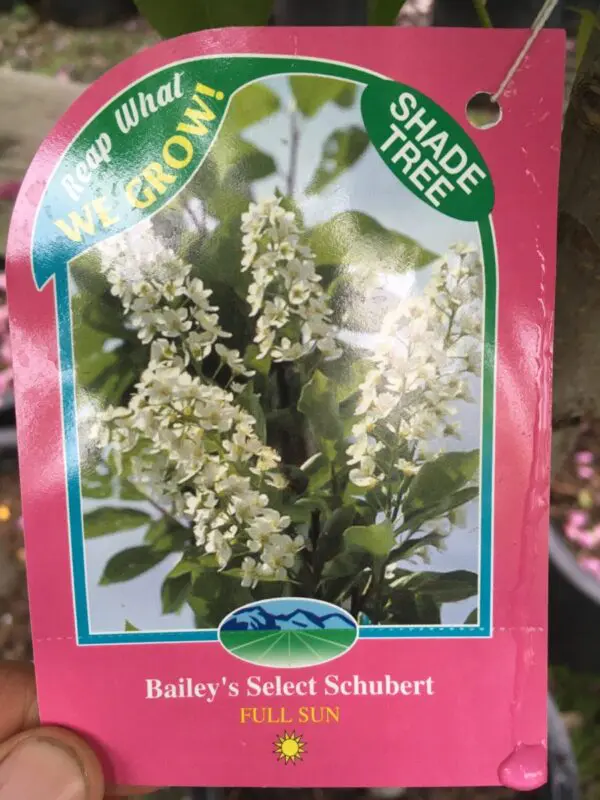 Reap What
WE GROW!
SHADE
TREE
Bailey's Select Schubert
FULL SUN